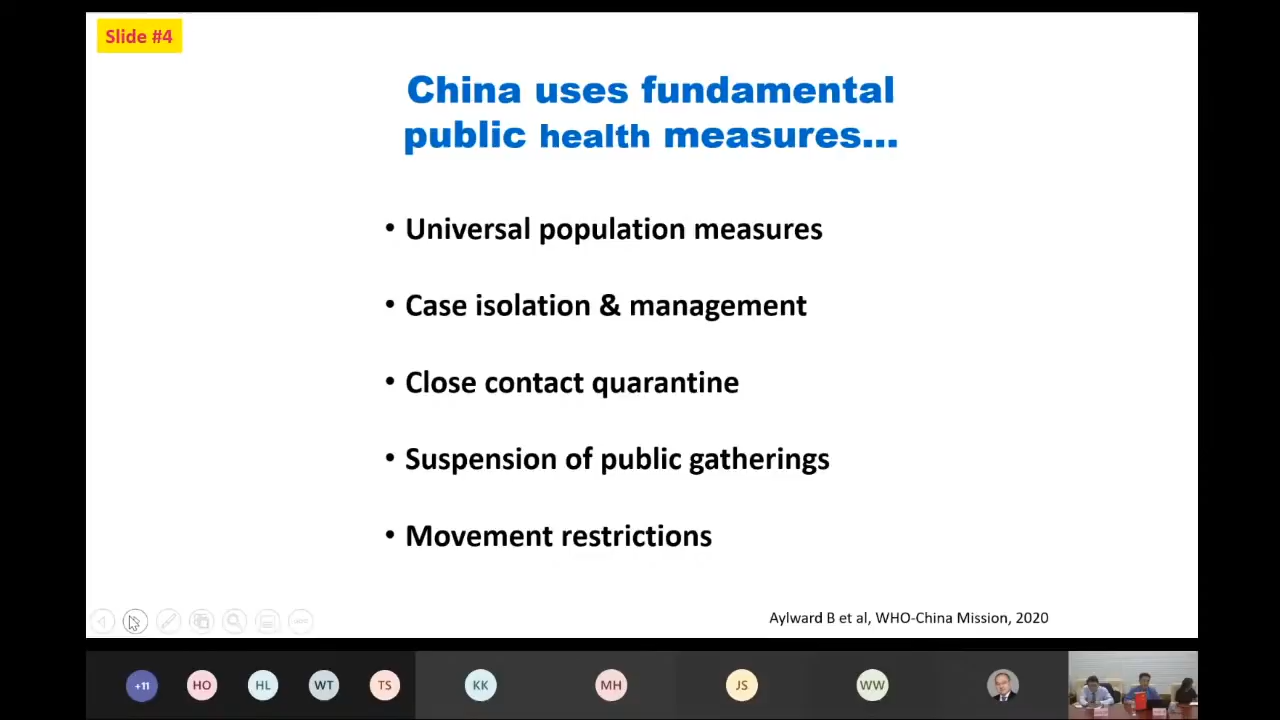 Slide #4
China uses fundamental
public health measures...
• Universal population measures
• Case isolation & management
• Close contact quarantine
• Suspension of public gatherings
• Movement restrictions
Aylward B et al, WHO-China Mission, 2020
+11 HO HL WT TS KK MH JS WW